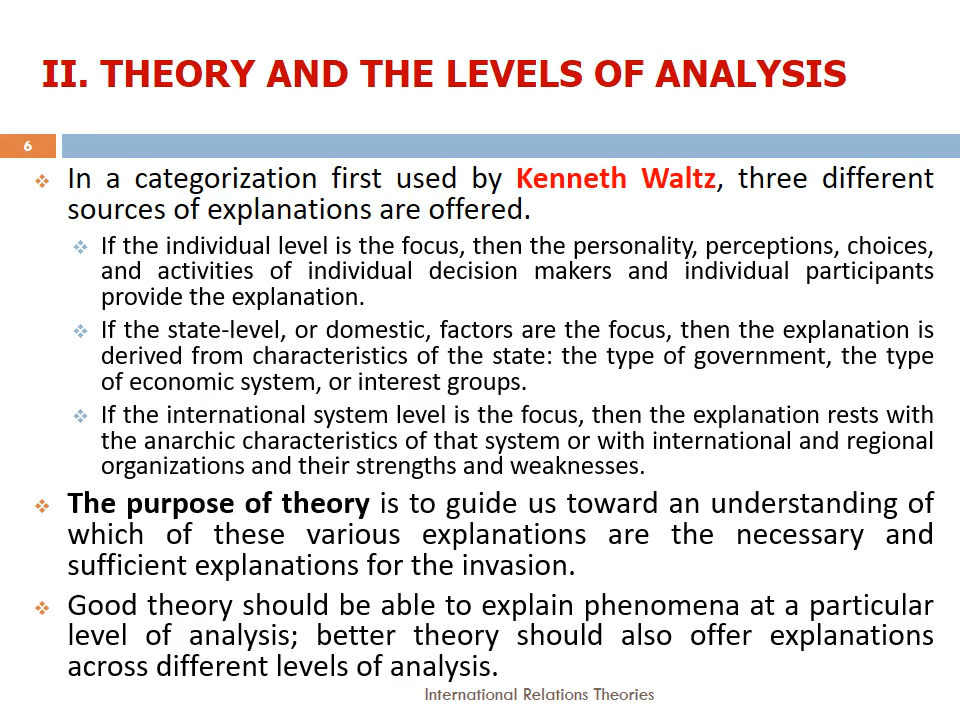 II. THEORY AND THE LEVELS OF ANALYSIS
6
In a categorization first used by Kenneth Waltz, three different
sources of explanations are offered.
If the individual level is the focus, then the personality, perceptions, choices,
and activities of individual decision makers and individual participants
provide the explanation.
If the state-level, or domestic, factors are the focus, then the explanation is
derived from characteristics of the state: the type of government, the type
of economic system, or interest groups.
If the international system level is the focus, then the explanation rests with
the anarchic characteristics of that system or with international and regional
organizations and their strengths and weaknesses.
The purpose of theory is to guide us toward an understanding of
which of these various explanations are the necessary and
sufficient explanations for the invasion.
Good theory should be able to explain phenomena at a particular
level of analysis; better theory should also offer explanations
across different levels of analysis.
International Relations Theories